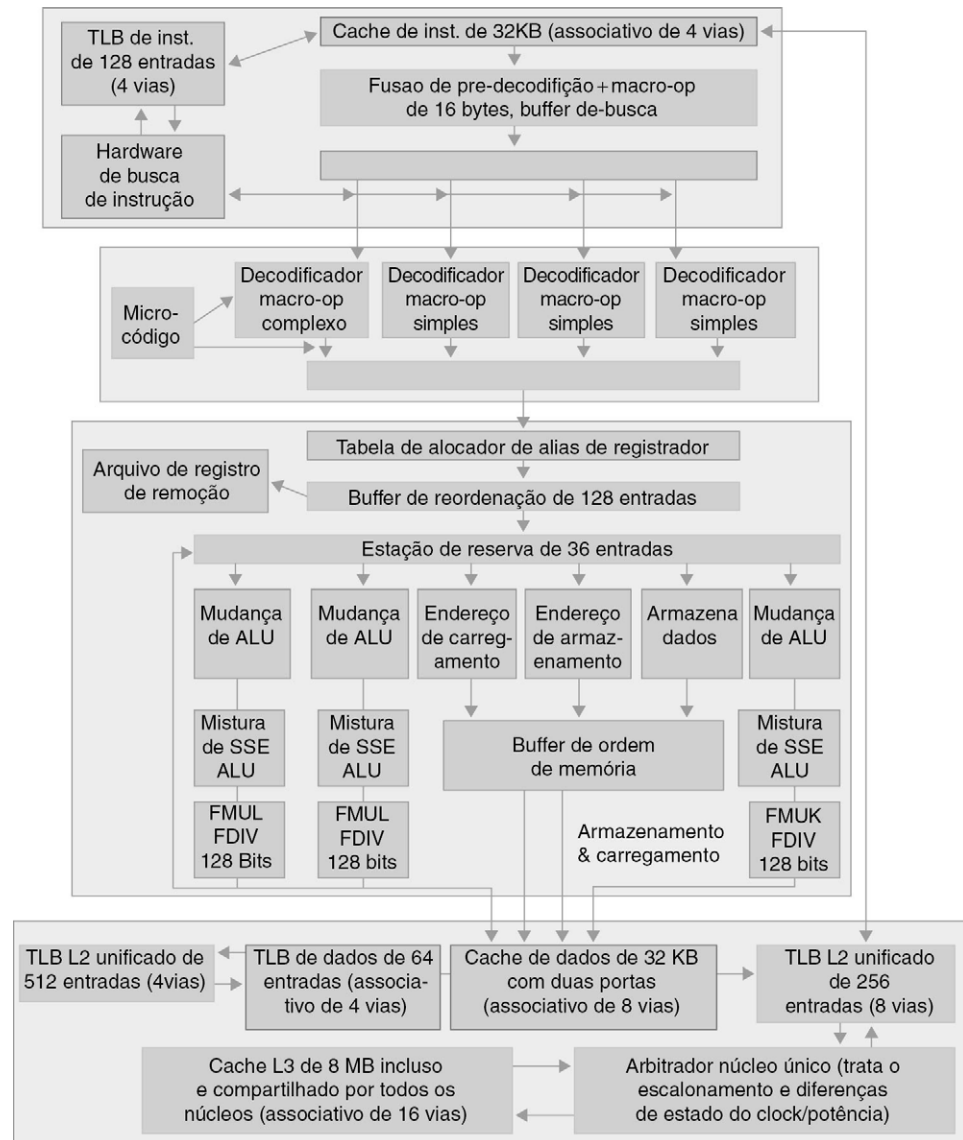 TLB de inst.
de 128 entradas
(4 vias)
Cache de inst. de 32KB (associativo de 4 vias)
Fusao de pre-decodifição+macro-op
de 16 bytes, buffer de-busca
Hardware
de busca
de instrução
Micro-
código
Decodificador
macro-op
complexo
Decodificador
macro-op
simples
Decodificador
macro-op
simples
Decodificador
macro-op
simples
Tabela de alocador de alias de registrador
Arquivo de registro
de remoção
Buffer de reordenação de 128 entradas
Estação de reserva de 36 entradas
Mudança
de ALU
Mudança
de ALU
Endereço
de carreg-
amento
Endereço
de armaz-
enamento
Armazena
dados
Mudança
de ALU
Mistura
de SSE
ALU
Mistura
de SSE
ALU
Buffer de ordem
de memória
Mistura
de SSE
ALU
FMUL
FDIV
128 Bits
FMUL
FDIV
128 bits
Armazenamento
& carregamento
FMUK
FDIV
128 bits
TLB L2 unificado de
512 entradas (4vias)
TLB de dados de 64
entradas (associa-
tivo de 4 vias)
Cache de dados de 32 KB
com duas portas
(associativo de 8 vias)
TLB L2 unificado
de 256
entradas (8 vias)
Cache L3 de 8 MB incluso
e compartilhado por todos os
núcleos (associativo de 16 vias)
Arbitrador núcleo único (trata o
escalonamento e diferenças
de estado do clock/potência)